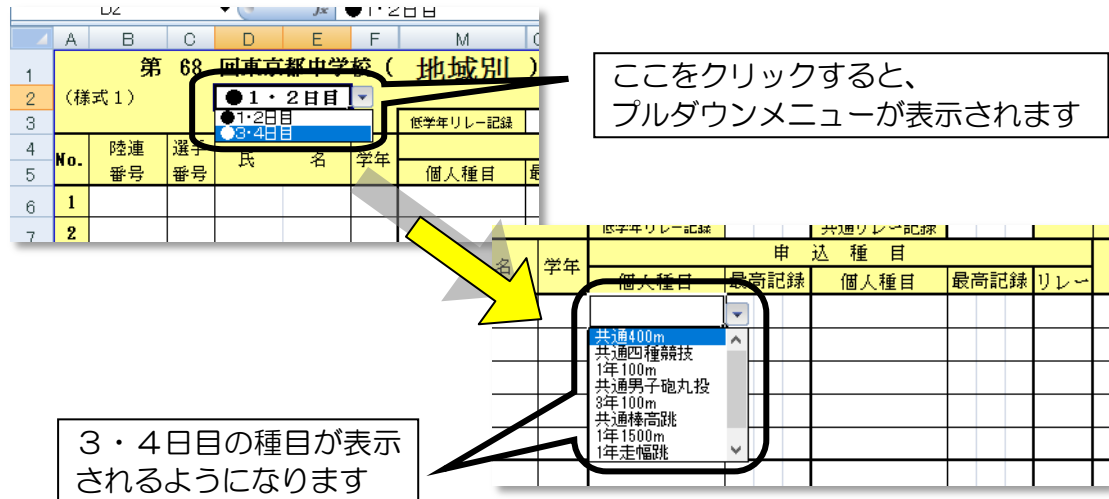 D2 fx ●1・2日目
A B C D E F M
1 第 68 回東京都中学校 ( 地域別 )
2 (様式1) ●1・2日目
●1・2日目
3 ●3・4日目 低学年リレー記録
4 No. 陸連 選手 氏 名 学年
5 番号 番号 個人種目
6 1
7 2
ここをクリックすると、
プルダウンメニューが表示されます
低学年リレー記録 共通リレー記録
名 学年 申 込 種 目
個人種目 最高記録 個人種目 最高記録 リレー
共通400m
共通四種競技
1年100m
共通男子砲丸投
3年100m
共通棒高跳
1年1500m
1年走幅跳
3・4日目の種目が表示
されるようになります